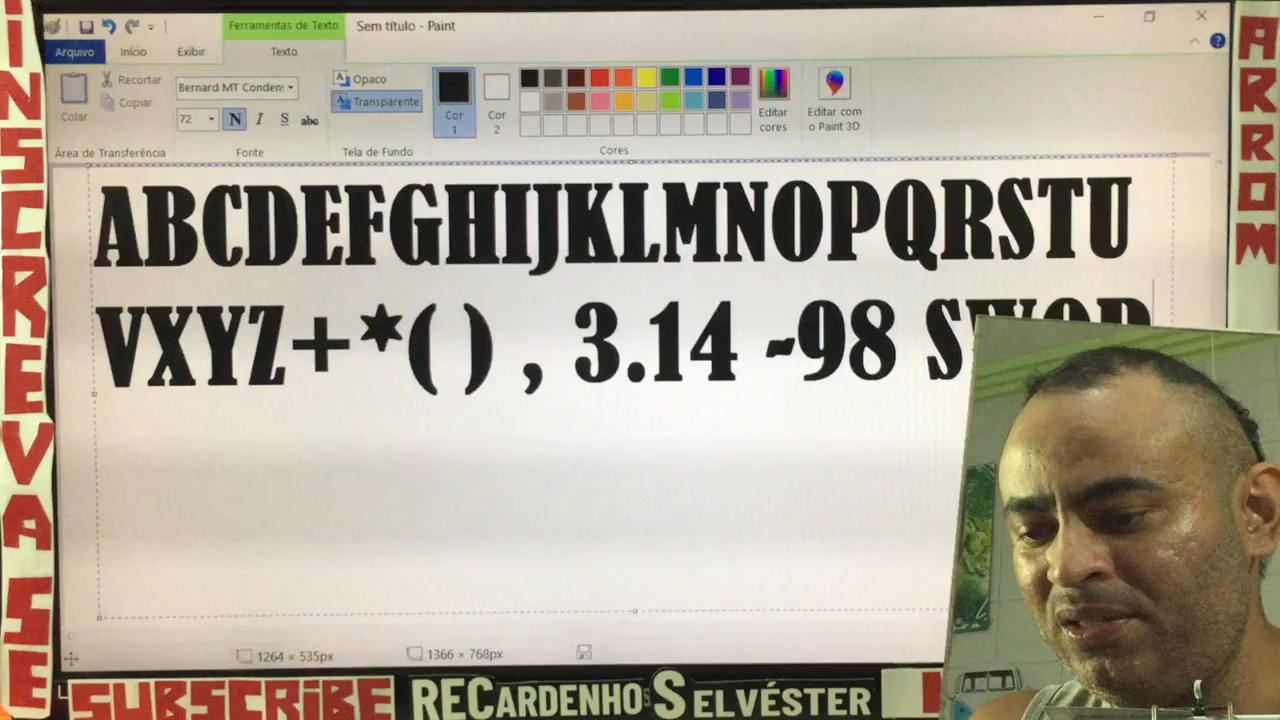 INSCREVA SE
ARROM
Ferramentas de Texto
Sem título - Paint
Arquivo
Início
Exibir
Texto
Colar
Recortar
Copiar
Área de Transferência
Bernard MT Conden
72
N I S abc
Fonte
Opaco
Transparente
Tela de Fundo
Cor 1
Cor 2
Editar cores
Editar com o Paint 3D
Cores
ABCDEFGHIJKLMNOPQRSTU
VXYZ+*( ) , 3.14 -98
1264 × 535px
1366 × 768px
SUBSCRIBE
RECARDENHOS SELVÉSTER